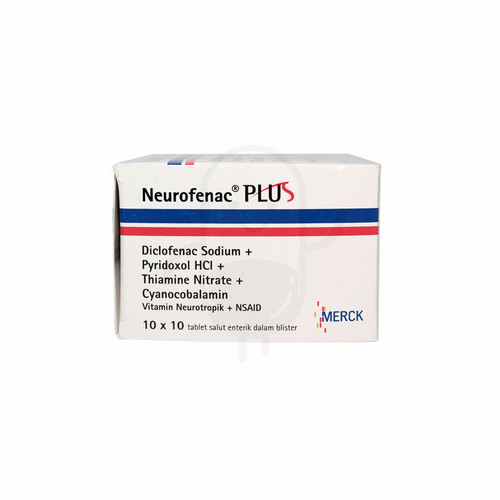 Neurofenac® PLUS
Diclofenac Sodium +
Pyridoxol HCl +
Thiamine Nitrate +
Cyanocobalamin
Vitamin Neurotropik + NSAID
10 x 10 tablet salut enterik dalam blister
MERCK